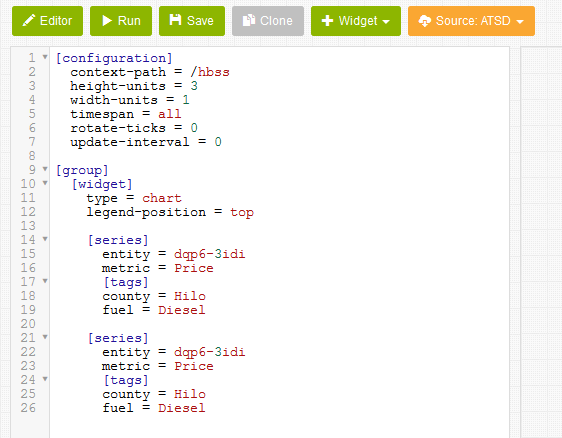 Editor Run Save Clone Widget Source: ATSD
1 [configuration]
2 context-path = /hbss
3 height-units = 3
4 width-units = 1
5 timespan = all
6 rotate-ticks = 0
7 update-interval = 0
8
9 [group]
10 [widget]
11 type = chart
12 legend-position = top
13
14 [series]
15 entity = dqp6-3idi
16 metric = Price
17 [tags]
18 county = Hilo
19 fuel = Diesel
20
21 [series]
22 entity = dqp6-3idi
23 metric = Price
24 [tags]
25 county = Hilo
26 fuel = Diesel